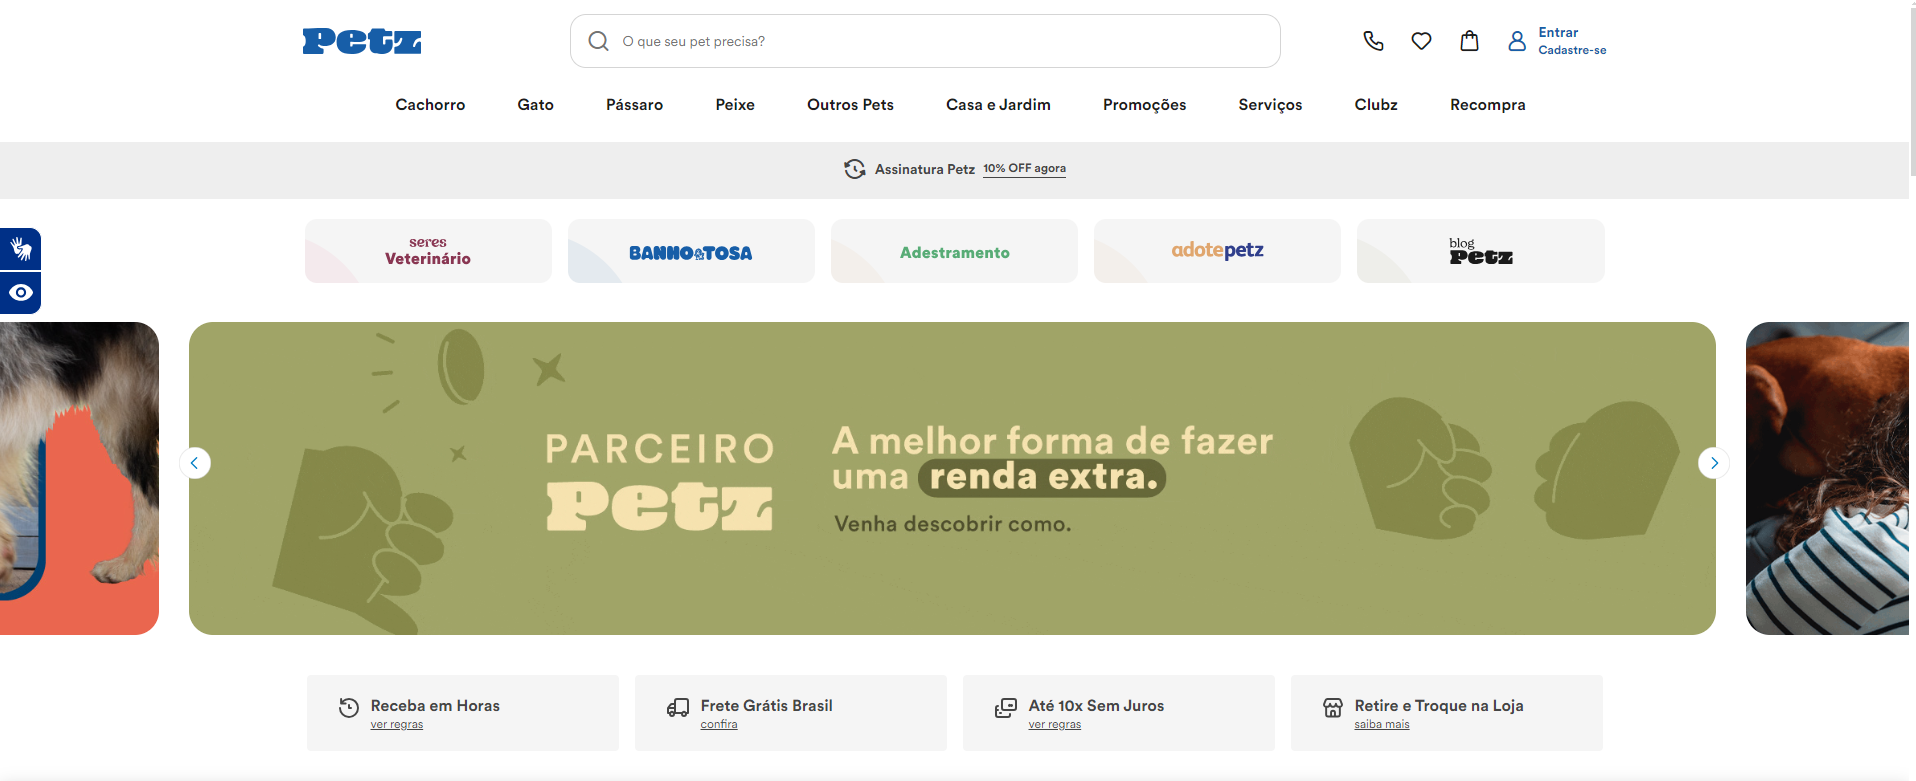 Petz
O que seu pet precisa?
Entrar
Cadastre-se
Cachorro Gato Pássaro Peixe Outros Pets Casa e Jardim Promoções Serviços Clubz Recompra
Assinatura Petz 10% OFF agora
seres
Veterinário
BANHO & TOSA
Adestramento
adotepetz
blog
Petz
PARCEIRO
Petz
A melhor forma de fazer
uma renda extra.
Venha descobrir como.
Receba em Horas
ver regras
Frete Grátis Brasil
confira
Até 10x Sem Juros
ver regras
Retire e Troque na Loja
saiba mais